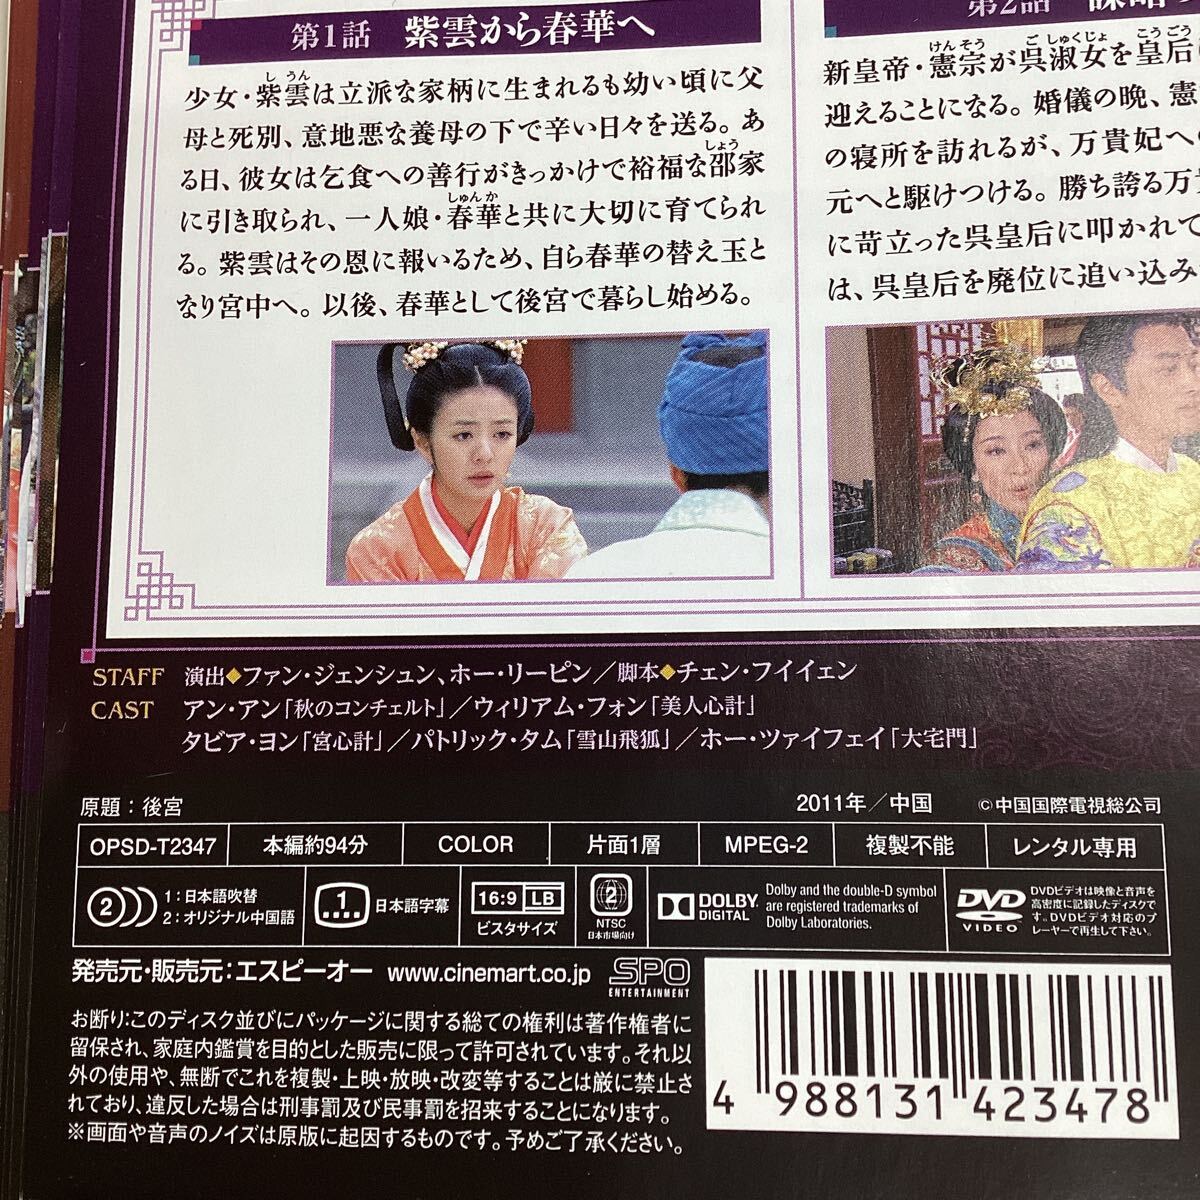 第1話 紫雲から春華へ
少女・紫雲は立派な家柄に生まれるも幼い頃に父
母と死別、意地悪な養母の下で辛い日々を送る。あ
る日、彼女は乞食への善行がきっかけで裕福な邵家
に引き取られ、一人娘・春華と共に大切に育てられ
る。紫雲はその恩に報いるため、自ら春華の替え玉と
なり宮中へ。以後、春華として後宮で暮らし始める。
第2話
新皇帝・憲宗が呉淑女を皇后
迎えることになる。婚儀の晩、憲
の寝所を訪れるが、万貴妃へ
元へと駆けつける。勝ち誇る万
に苛立った呉皇后に叩かれて
は、呉皇后を廃位に追い込み
STAFF 演出◆ファン・ジェンシュン、ホー・リーピン／脚本◆チェン・フイイェン
CAST アン・アン「秋のコンチェルト」／ウィリアム・フォン「美人心計」
タビア・ヨン「宮心計」／パトリック・タム「雪山飛狐」／ホー・ツァイフェイ「大宅門」
原題：後宮
2011年／中国 ©中国国際電視総公司
OPSD-T2347 本編約94分 COLOR 片面1層 MPEG-2 複製不能 レンタル専用
2 1：日本語吹替
2：オリジナル中国語
1 日本語字幕
16:9 LB
ビスタサイズ
2
NTSC
日本市場向け
DOLBY
DIGITAL
Dolby and the double-D symbol
are registered trademarks of
Dolby Laboratories.
DVD
VIDEO
DVDビデオは映像と音声を
高密度に記録したディスクで
す。DVDビデオ対応のプ
レーヤーで再生して下さい。
発売元・販売元：エスピーオー www.cinemart.co.jp SPO
ENTERTAINMENT
お断り：このディスク並びにパッケージに関する総ての権利は著作権者に
留保され、家庭内鑑賞を目的とした販売に限って許可されています。それ以
外の使用や、無断でこれを複製・上映・放映・改変等することは厳に禁止さ
れており、違反した場合は刑事罰及び民事罰を招来することになります。
※画面や音声のノイズは原版に起因するものです。予めご了承ください。
4 988131 423478